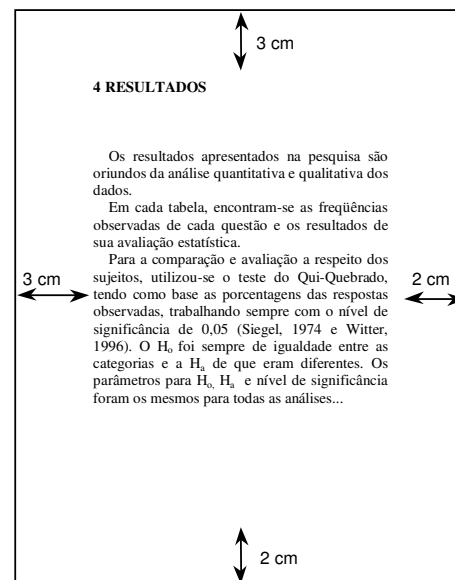 3 cm
4 RESULTADOS
Os resultados apresentados na pesquisa são
oriundos da análise quantitativa e qualitativa dos
dados.
Em cada tabela, encontram-se as freqüências
observadas de cada questão e os resultados de
sua avaliação estatística.
Para a comparação e avaliação a respeito dos
sujeitos, utilizou-se o teste do Qui-Quebrado,
tendo como base as porcentagens das respostas
observadas, trabalhando sempre com o nível de
significância de 0,05 (Siegel, 1974 e Witter,
1996). O Ho foi sempre de igualdade entre as
categorias e a Ha de que eram diferentes. Os
parâmetros para Ho, Ha e nível de significância
foram os mesmos para todas as análises...
3 cm
2 cm
2 cm